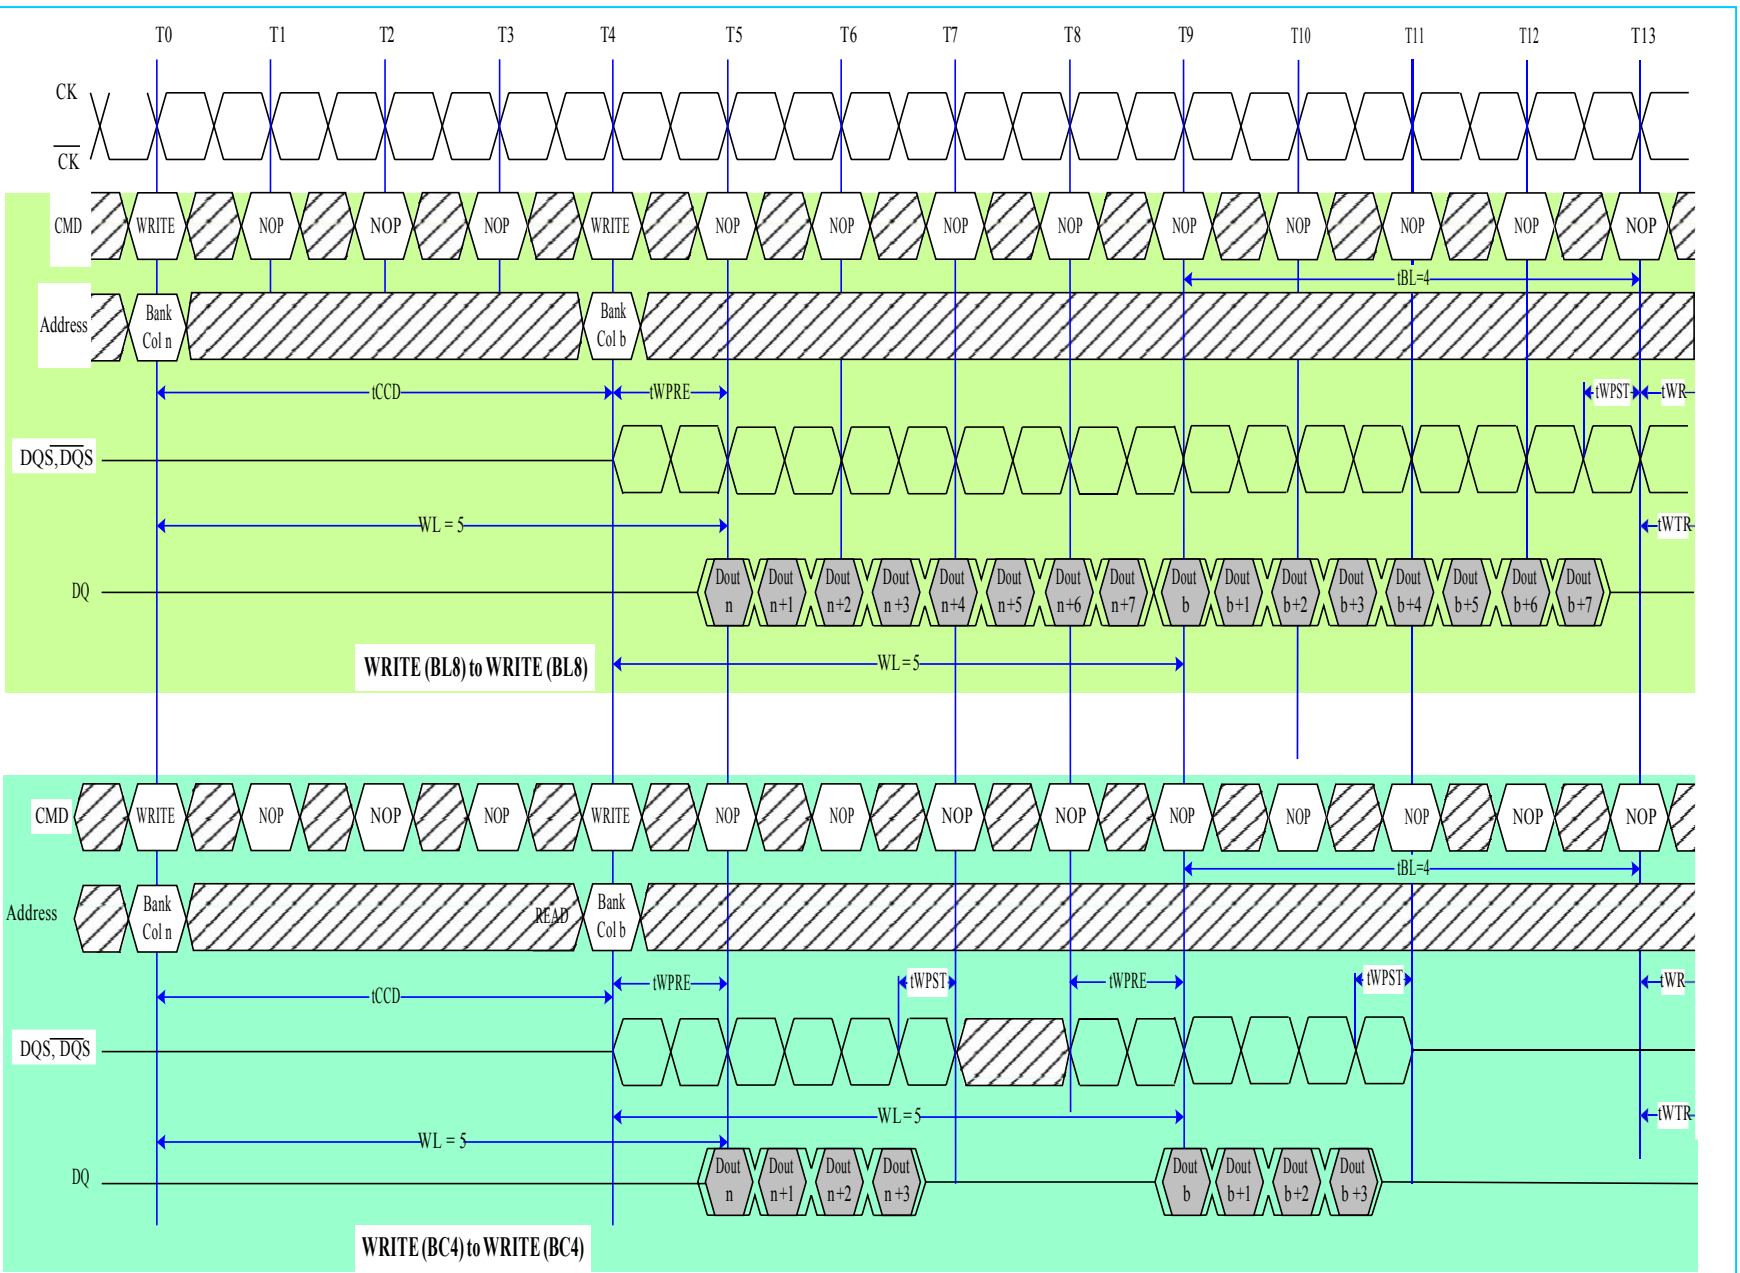 T0 T1 T2 T3 T4 T5 T6 T7 T8 T9 T10 T11 T12 T13
CK
CK
CMD WRITE NOP NOP NOP WRITE NOP NOP NOP NOP NOP NOP NOP NOP NOP
tBL=4
Address Bank Col n Bank Col b
tCCD tWPRE tWPST tWR
DQS,DQS
WL = 5 tWTR
DQ Dout n Dout n+1 Dout n+2 Dout n+3 Dout n+4 Dout n+5 Dout n+6 Dout n+7 Dout b Dout b+1 Dout b+2 Dout b+3 Dout b+4 Dout b+5 Dout b+6 Dout b+7
WRITE (BL8) to WRITE (BL8) WL = 5
CMD WRITE NOP NOP NOP WRITE NOP NOP NOP NOP NOP NOP NOP NOP NOP
tBL=4
Address Bank Col n READ Bank Col b
tCCD tWPRE tWPST tWPRE tWPST tWR
DQS, DQS
WL = 5 tWTR
WL = 5
DQ Dout n Dout n+1 Dout n+2 Dout n+3 Dout b Dout b+1 Dout b+2 Dout b+3
WRITE (BC4) to WRITE (BC4)